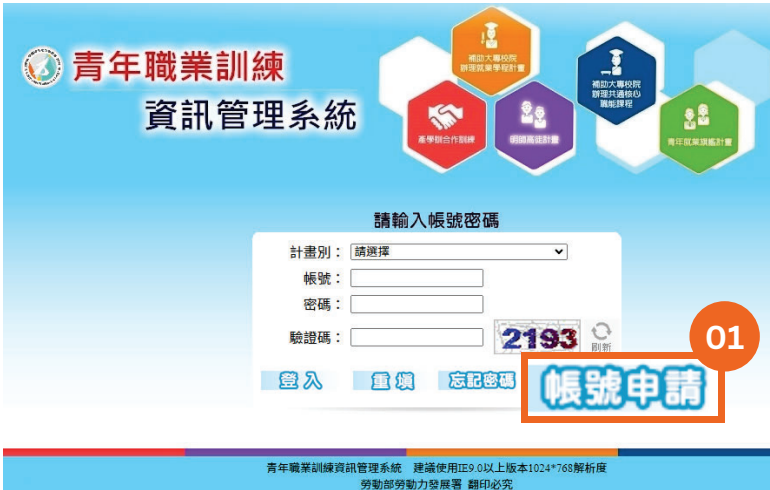 青年職業訓練
資訊管理系統
補助大專校院
辦理就業學程計畫
補助大專校院
辦理共通核心
職能課程
產學訓合作訓練
明師高徒計畫
青年就業旗艦計畫
請輸入帳號密碼
計畫別：
請選擇
帳號：
密碼：
驗證碼：
2193
刷新
01
登入
重填
忘記密碼
帳號申請
青年職業訓練資訊管理系統 建議使用IE9.0以上版本1024*768解析度
勞動部勞動力發展署 翻印必究